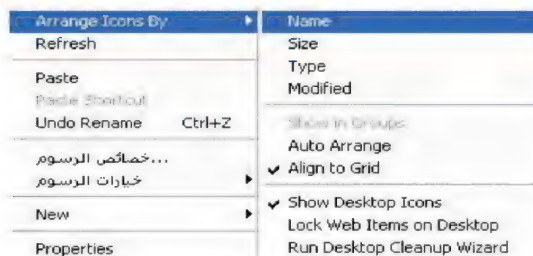 Arrange Icons By
Refresh
Paste
Paste Shortcut
Undo Rename Ctrl+Z
خصائص الرسوم...
خيارات الرسوم
New
Properties
Name
Size
Type
Modified
Show in Groups
Auto Arrange
Align to Grid
Show Desktop Icons
Lock Web Items on Desktop
Run Desktop Cleanup Wizard